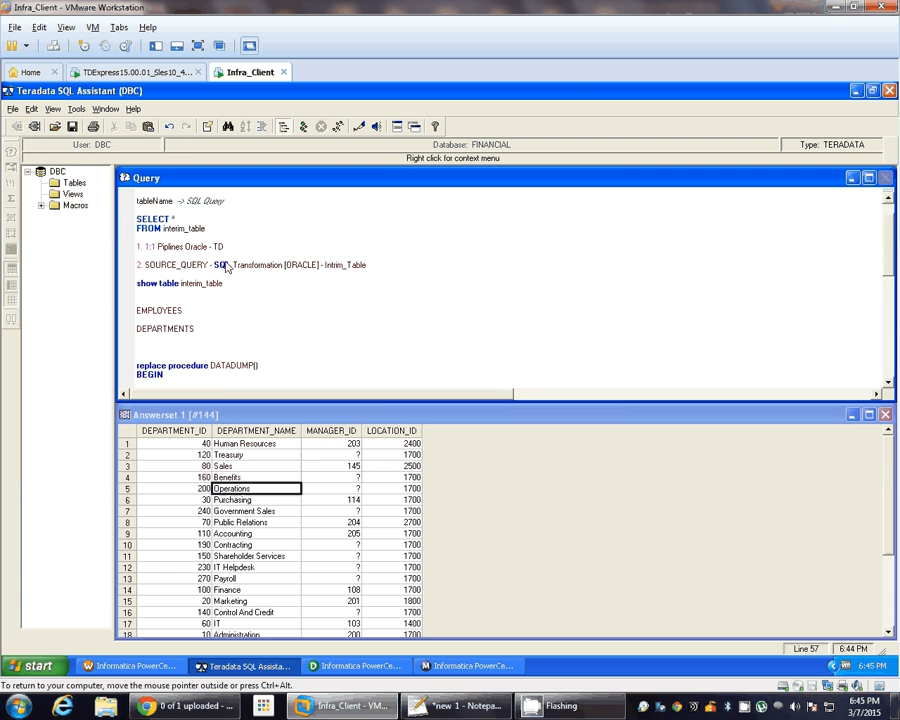 Infra_Client - VMware Workstation
File Edit View VM Tabs Help
Home TDExpress15.00.01_Sles10_4... Infra_Client
Teradata SQL Assistant (DBC)
File Edit View Tools Window Help
User: DBC Database: FINANCIAL Type: TERADATA
Right click for context menu
DBC
Tables
Views
Macros
Query
tableName -> SQL Query
SELECT *
FROM interim_table
1. 1:1 Piplines Oracle - TD
2. SOURCE_QUERY - SQL Transformation [ORACLE] - Intrim_Table
show table interim_table
EMPLOYEES
DEPARTMENTS
replace procedure DATADUMP()
BEGIN
Answerset 1 [#144]
DEPARTMENT_ID DEPARTMENT_NAME MANAGER_ID LOCATION_ID
1 40 Human Resources 203 2400
2 120 Treasury ? 1700
3 80 Sales 145 2500
4 160 Benefits ? 1700
5 200 Operations ? 1700
6 30 Purchasing 114 1700
7 240 Government Sales ? 1700
8 70 Public Relations 204 2700
9 110 Accounting 205 1700
10 190 Contracting ? 1700
11 150 Shareholder Services ? 1700
12 230 IT Helpdesk ? 1700
13 270 Payroll ? 1700
14 100 Finance 108 1700
15 20 Marketing 201 1800
16 140 Control And Credit ? 1700
17 60 IT 103 1400
18 10 Administration 200 1700
Line 57 6:44 PM
start Informatica PowerCe... Teradata SQL Assista... Informatica PowerCe... Informatica PowerCe... 6:45 PM
To return to your computer, move the mouse pointer outside or press Ctrl+Alt.
0 of 1 uploaded - ... Infra_Client - VM... *new 1 - Notepa... Flashing
6:45 PM
3/7/2015